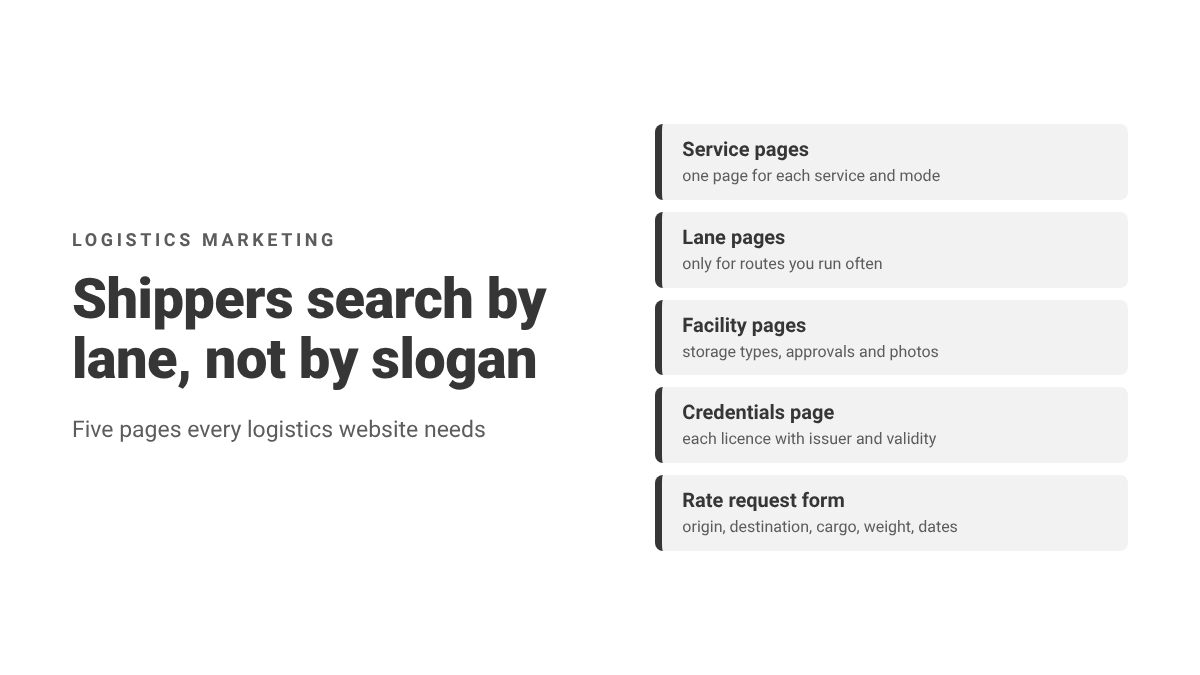 LOGISTICS MARKETING
Shippers search by
lane, not by slogan
Five pages every logistics website needs
Service pages
one page for each service and mode
Lane pages
only for routes you run often
Facility pages
storage types, approvals and photos
Credentials page
each licence with issuer and validity
Rate request form
origin, destination, cargo, weight, dates